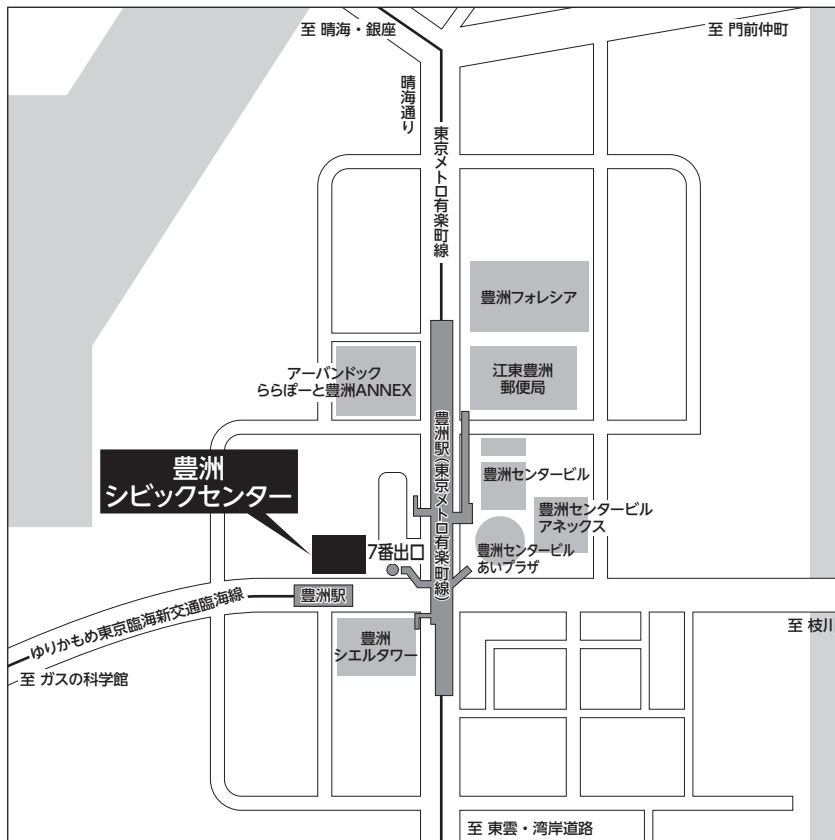 至 晴海・銀座
至 門前仲町
晴海通り
東京メトロ有楽町線
豊洲フォレシア
アーバンドック
ららぽーと豊洲ANNEX
江東豊洲
郵便局
豊洲駅(東京メトロ有楽町線)
豊洲
シビックセンター
豊洲センタービル
豊洲センタービル
アネックス
7番出口
豊洲センタービル
あいプラザ
豊洲駅
ゆりかもめ東京臨海新交通臨海線
豊洲
シエルタワー
至 枝川
至 ガスの科学館
至 東雲・湾岸道路